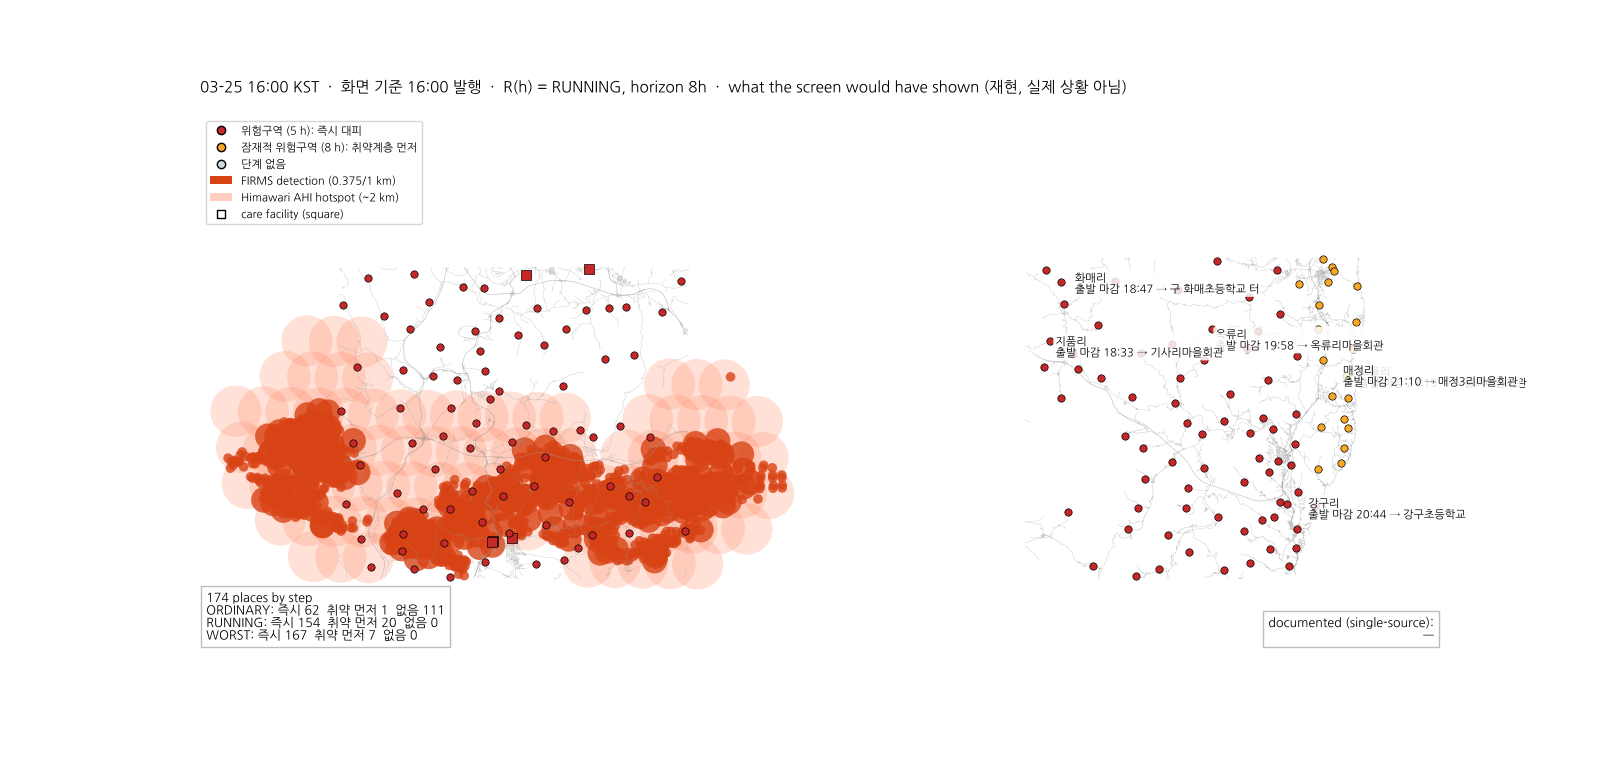 03-25 16:00 KST · 화면 기준 16:00 발행 · R(h) = RUNNING, horizon 8h · what the screen would have shown (재현, 실제 상황 아님)
위험구역 (5 h): 즉시 대피
잠재적 위험구역 (8 h): 취약계층 먼저
단계 없음
FIRMS detection (0.375/1 km)
Himawari AHI hotspot (~2 km)
care facility (square)
화매리
출발 마감 18:47 → 구 화매초등학교 터
옥류리
발 마감 19:58 → 옥류리마을회관
지품리
출발 마감 18:33 → 기사리마을회관
매정리
출발 마감 21:10 → 매정3리마을회관
강구리
출발 마감 20:44 → 강구초등학교
174 places by step
ORDINARY: 즉시 62 취약 먼저 1 없음 111
RUNNING: 즉시 154 취약 먼저 20 없음 0
WORST: 즉시 167 취약 먼저 7 없음 0
documented (single-source):
—